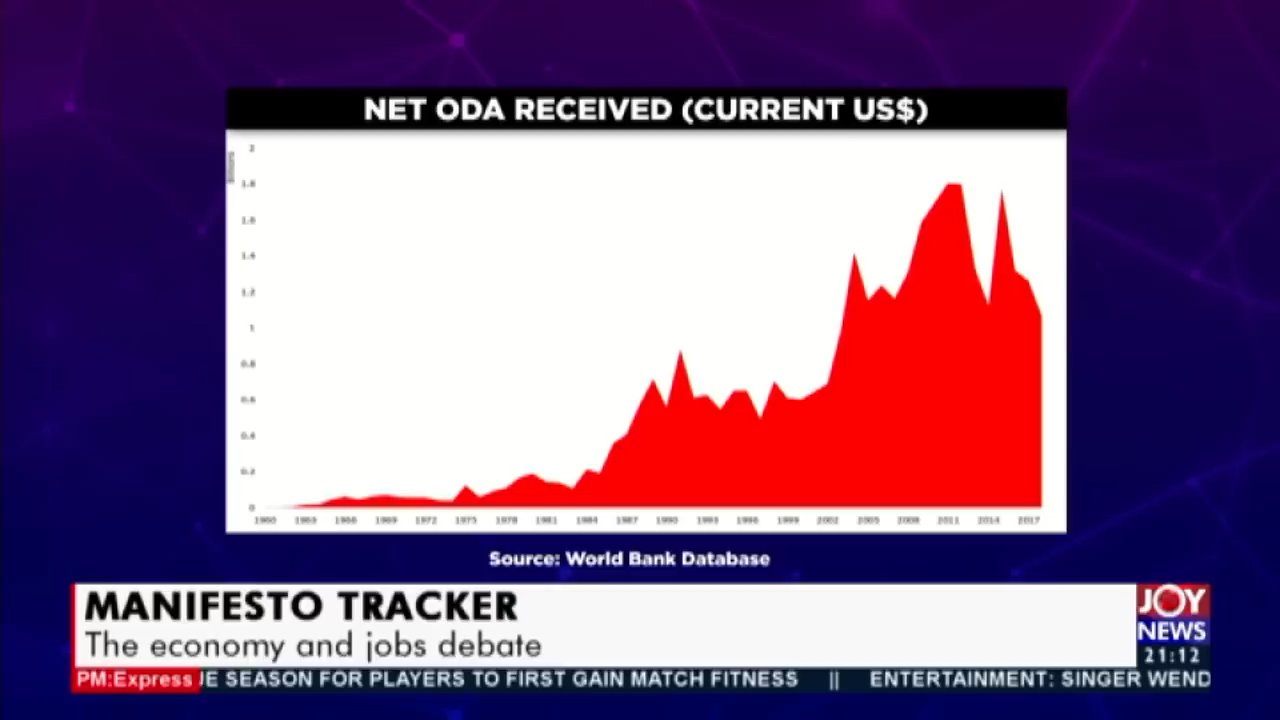 NET ODA RECEIVED (CURRENT US$)
Billions
2
1.8
1.6
1.4
1.2
1
0.8
0.6
0.4
0.2
0
1960 1963 1966 1969 1972 1975 1978 1981 1984 1987 1990 1993 1996 1999 2002 2005 2008 2011 2014 2017
Source: World Bank Database
MANIFESTO TRACKER
The economy and jobs debate
JOY
NEWS
21:12
PM:Express SEASON FOR PLAYERS TO FIRST GAIN MATCH FITNESS || ENTERTAINMENT: SINGER WEND